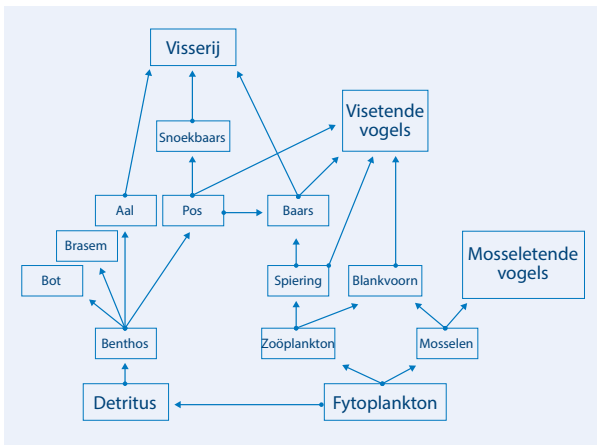 Visserij
Visetende
vogels
Snoekbaars
Aal
Pos
Baars
Brasem
Bot
Mosseletende
vogels
Spiering
Blankvoorn
Benthos
Zoöplankton
Mosselen
Detritus
Fytoplankton